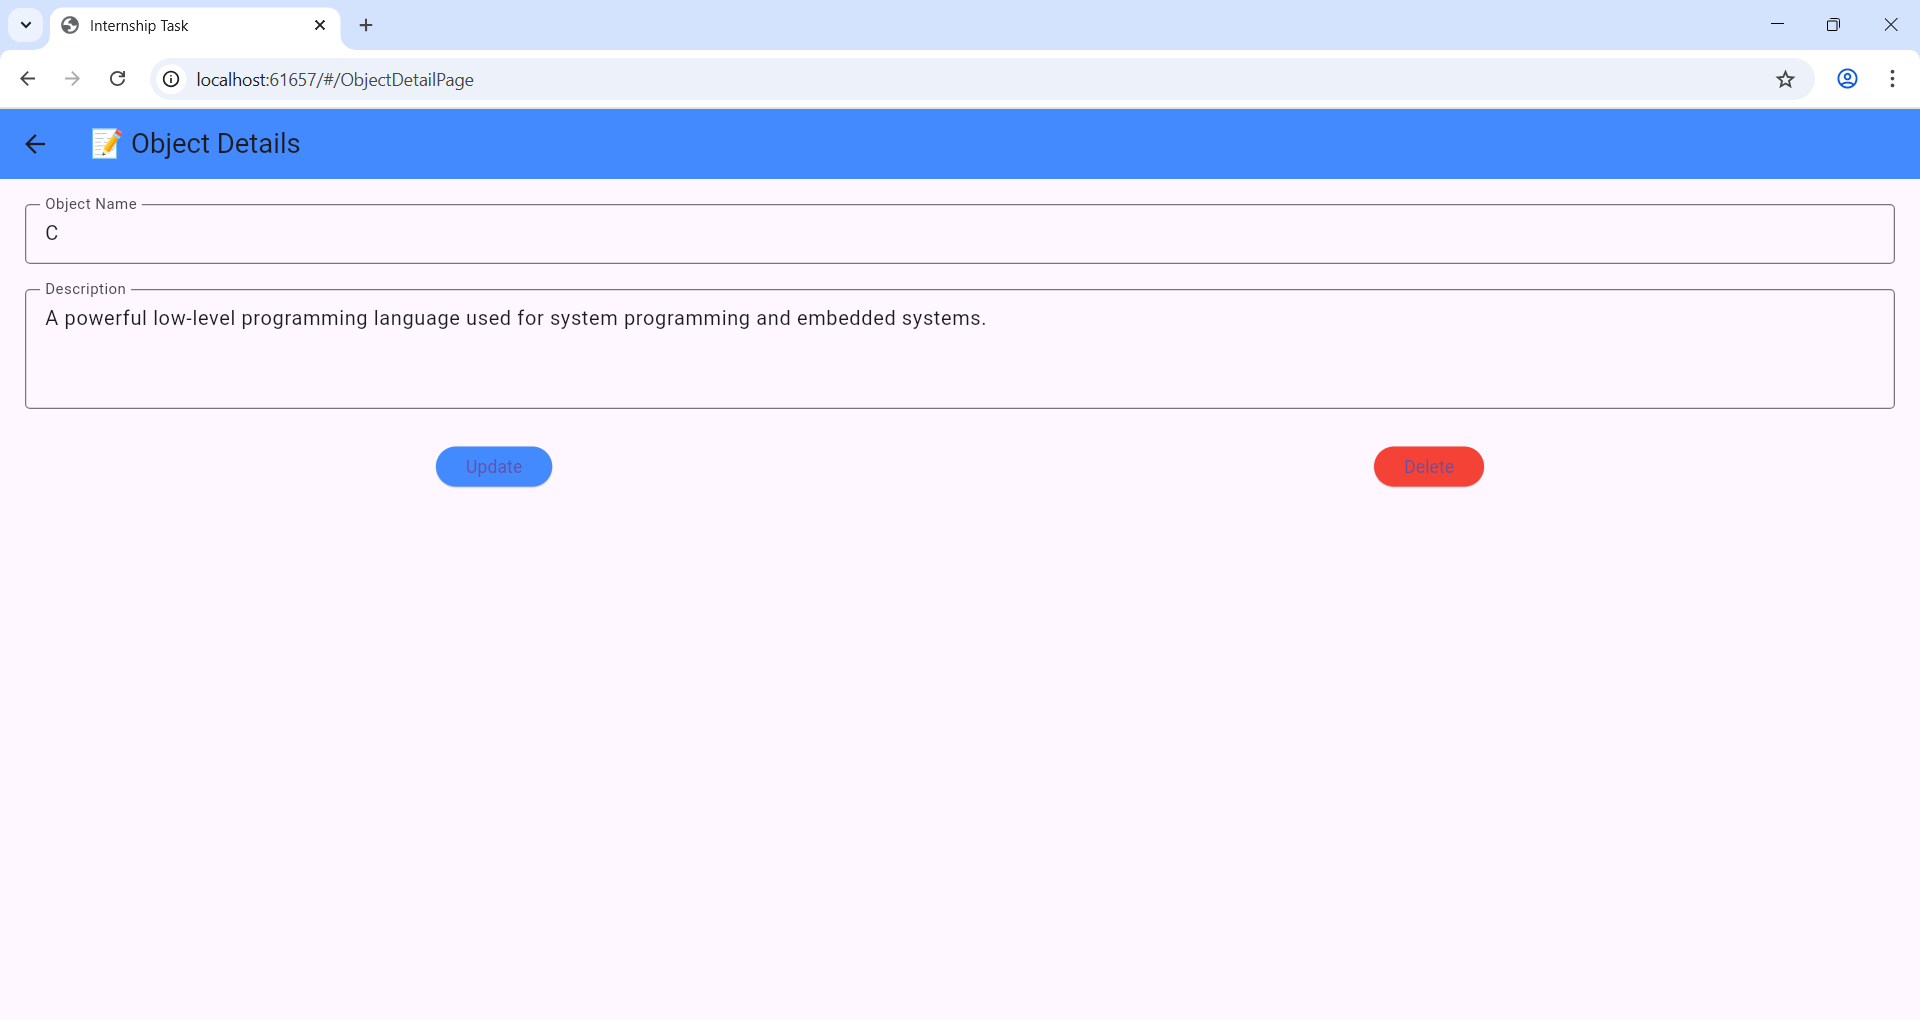 Internship Task
localhost:61657/#/ObjectDetailPage
📝 Object Details
Object Name
C
Description
A powerful low-level programming language used for system programming and embedded systems.
Update Delete